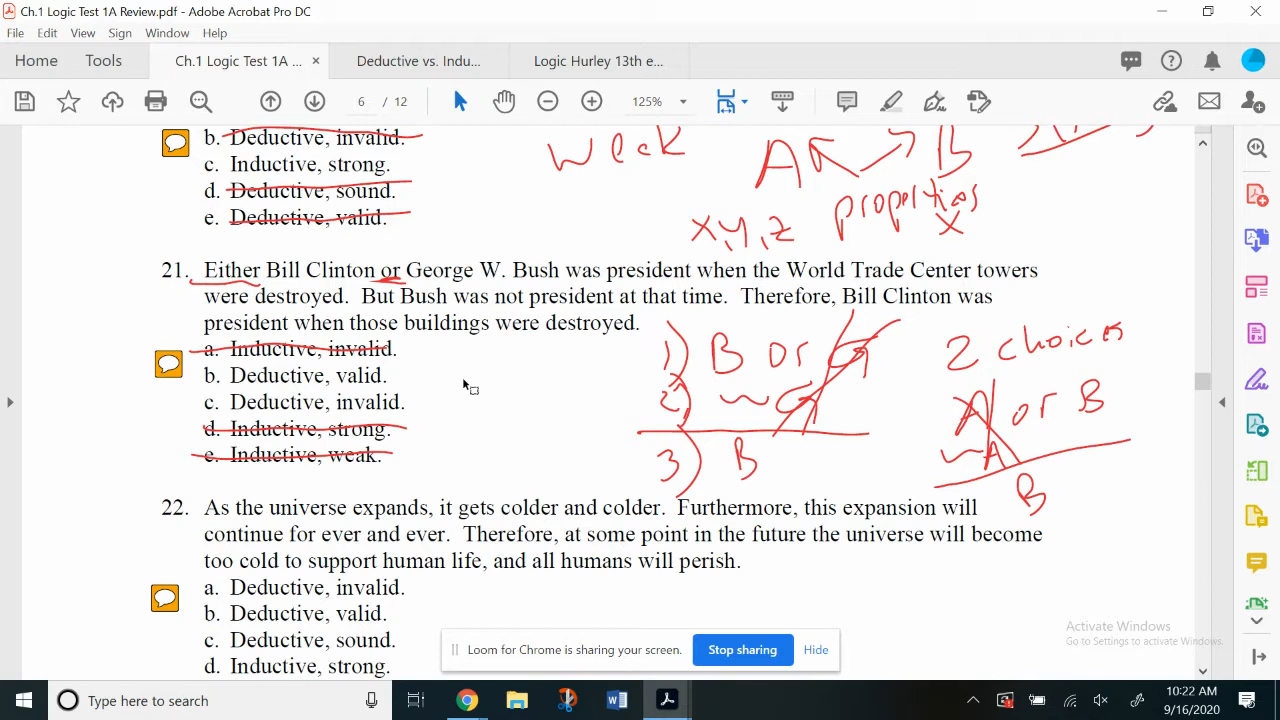 Ch.1 Logic Test 1A Review.pdf - Adobe Acrobat Pro DC
File Edit View Sign Window Help
Home Tools Ch.1 Logic Test 1A ... × Deductive vs. Indu... Logic Hurley 13th e...
6 / 12 125%
b. Deductive, invalid.
c. Inductive, strong.
d. Deductive, sound.
e. Deductive, valid.
weak A B
properties
x, y, z x
21. Either Bill Clinton or George W. Bush was president when the World Trade Center towers
were destroyed. But Bush was not president at that time. Therefore, Bill Clinton was
president when those buildings were destroyed.
a. Inductive, invalid.
b. Deductive, valid.
c. Deductive, invalid.
d. Inductive, strong.
e. Inductive, weak.
1) B or G
2) ~G
3) B
2 choices
A or B
~A
B
22. As the universe expands, it gets colder and colder. Furthermore, this expansion will
continue for ever and ever. Therefore, at some point in the future the universe will become
too cold to support human life, and all humans will perish.
a. Deductive, invalid.
b. Deductive, valid.
c. Deductive, sound.
d. Inductive, strong.
Activate Windows
Go to Settings to activate Windows.
Loom for Chrome is sharing your screen. Stop sharing Hide
Type here to search
10:22 AM
9/16/2020